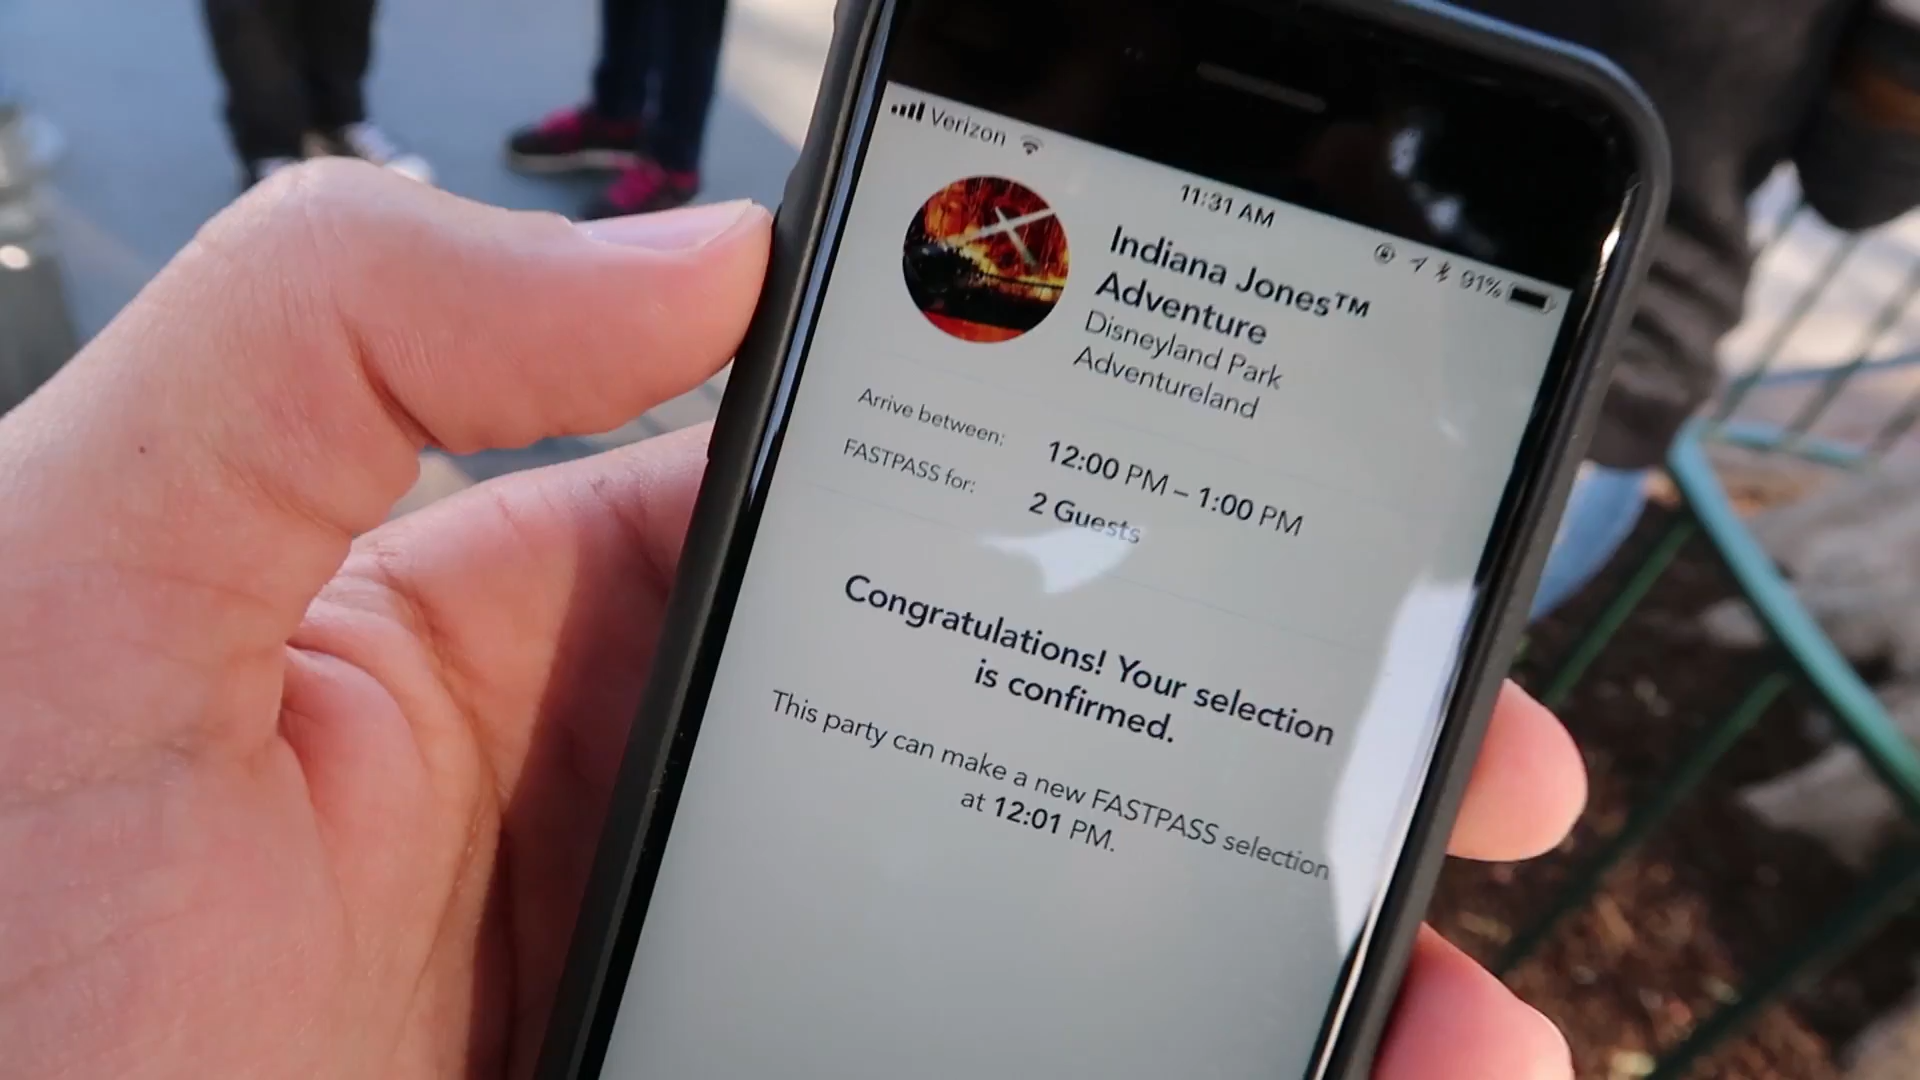 Verizon
11:31 AM
91%
Indiana Jones™
Adventure
Disneyland Park
Adventureland
Arrive between: 12:00 PM – 1:00 PM
FASTPASS for: 2 Guests
Congratulations! Your selection
is confirmed.
This party can make a new FASTPASS selection
at 12:01 PM.